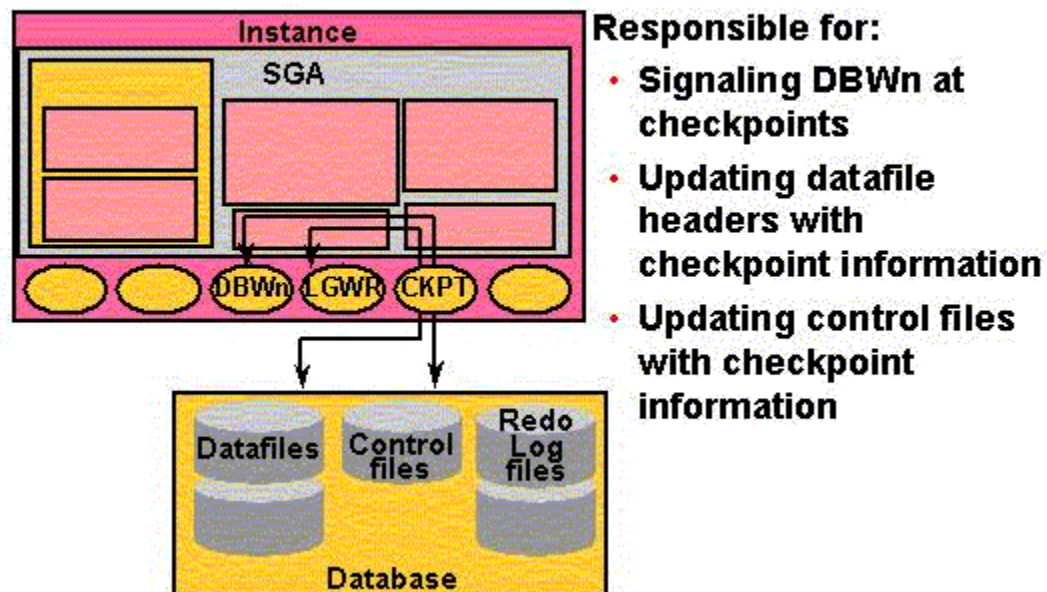 Instance
SGA
DBWn LGWR CKPT
Datafiles
Control
files
Redo
Log
files
Database
Responsible for:
• Signaling DBWn at
checkpoints
• Updating datafile
headers with
checkpoint information
• Updating control files
with checkpoint
information